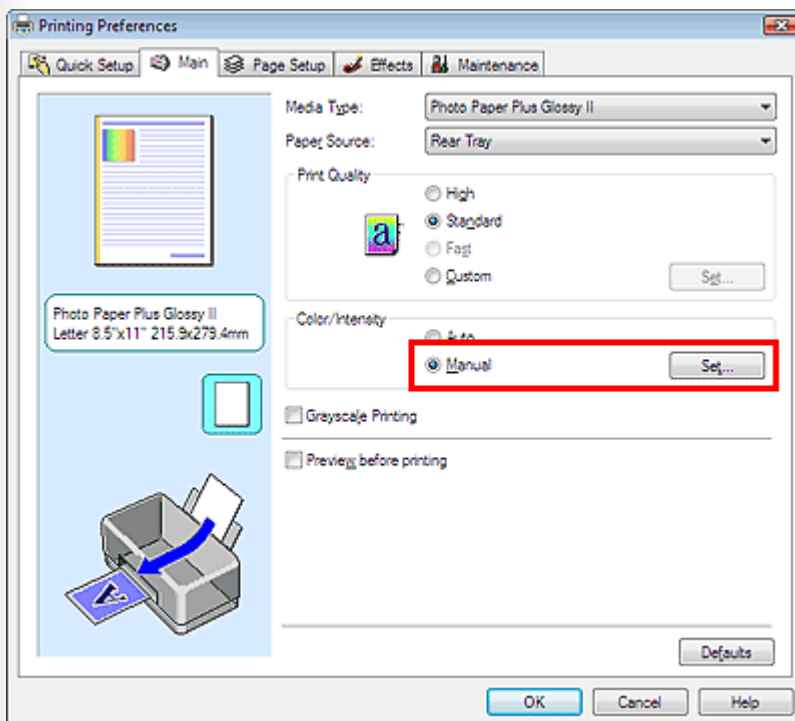 Printing Preferences
Quick Setup Main Page Setup Effects Maintenance
Media Type: Photo Paper Plus Glossy II
Paper Source: Rear Tray
Print Quality
High
a
Standard
Fast
Custom Set...
Photo Paper Plus Glossy II
Letter 8.5"x11" 215.9x279.4mm
Color/Intensity
Auto
Manual Set...
Grayscale Printing
Preview before printing
A
Defaults
OK Cancel Help